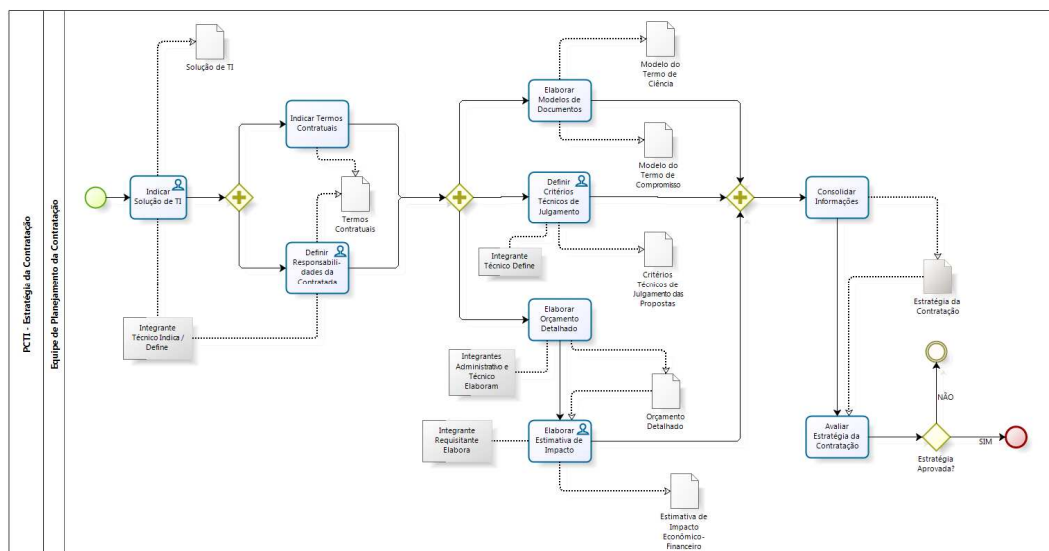 PCTI - Estratégia da Contratação
Equipe de Planejamento da Contratação
Solução de TI
Indicar
Solução de TI
Integrante
Técnico Indica /
Define
Indicar Termos
Contratuais
Termos
Contratuais
Definir
Responsabili-
dades da
Contratada
Elaborar
Modelos de
Documentos
Modelo do
Termo de
Ciência
Modelo do
Termo de
Compromisso
Definir
Critérios
Técnicos de
Julgamento
Integrante
Técnico Define
Critérios
Técnicos de
Julgamento das
Propostas
Elaborar
Orçamento
Detalhado
Integrantes
Administrativo e
Técnico
Elaboram
Orçamento
Detalhado
Integrante
Requisitante
Elabora
Elaborar
Estimativa de
Impacto
Estimativa de
Impacto
Econômico-
Financeiro
Consolidar
Informações
Estratégia da
Contratação
Avaliar
Estratégia da
Contratação
NÃO
SIM
Estratégia
Aprovada?